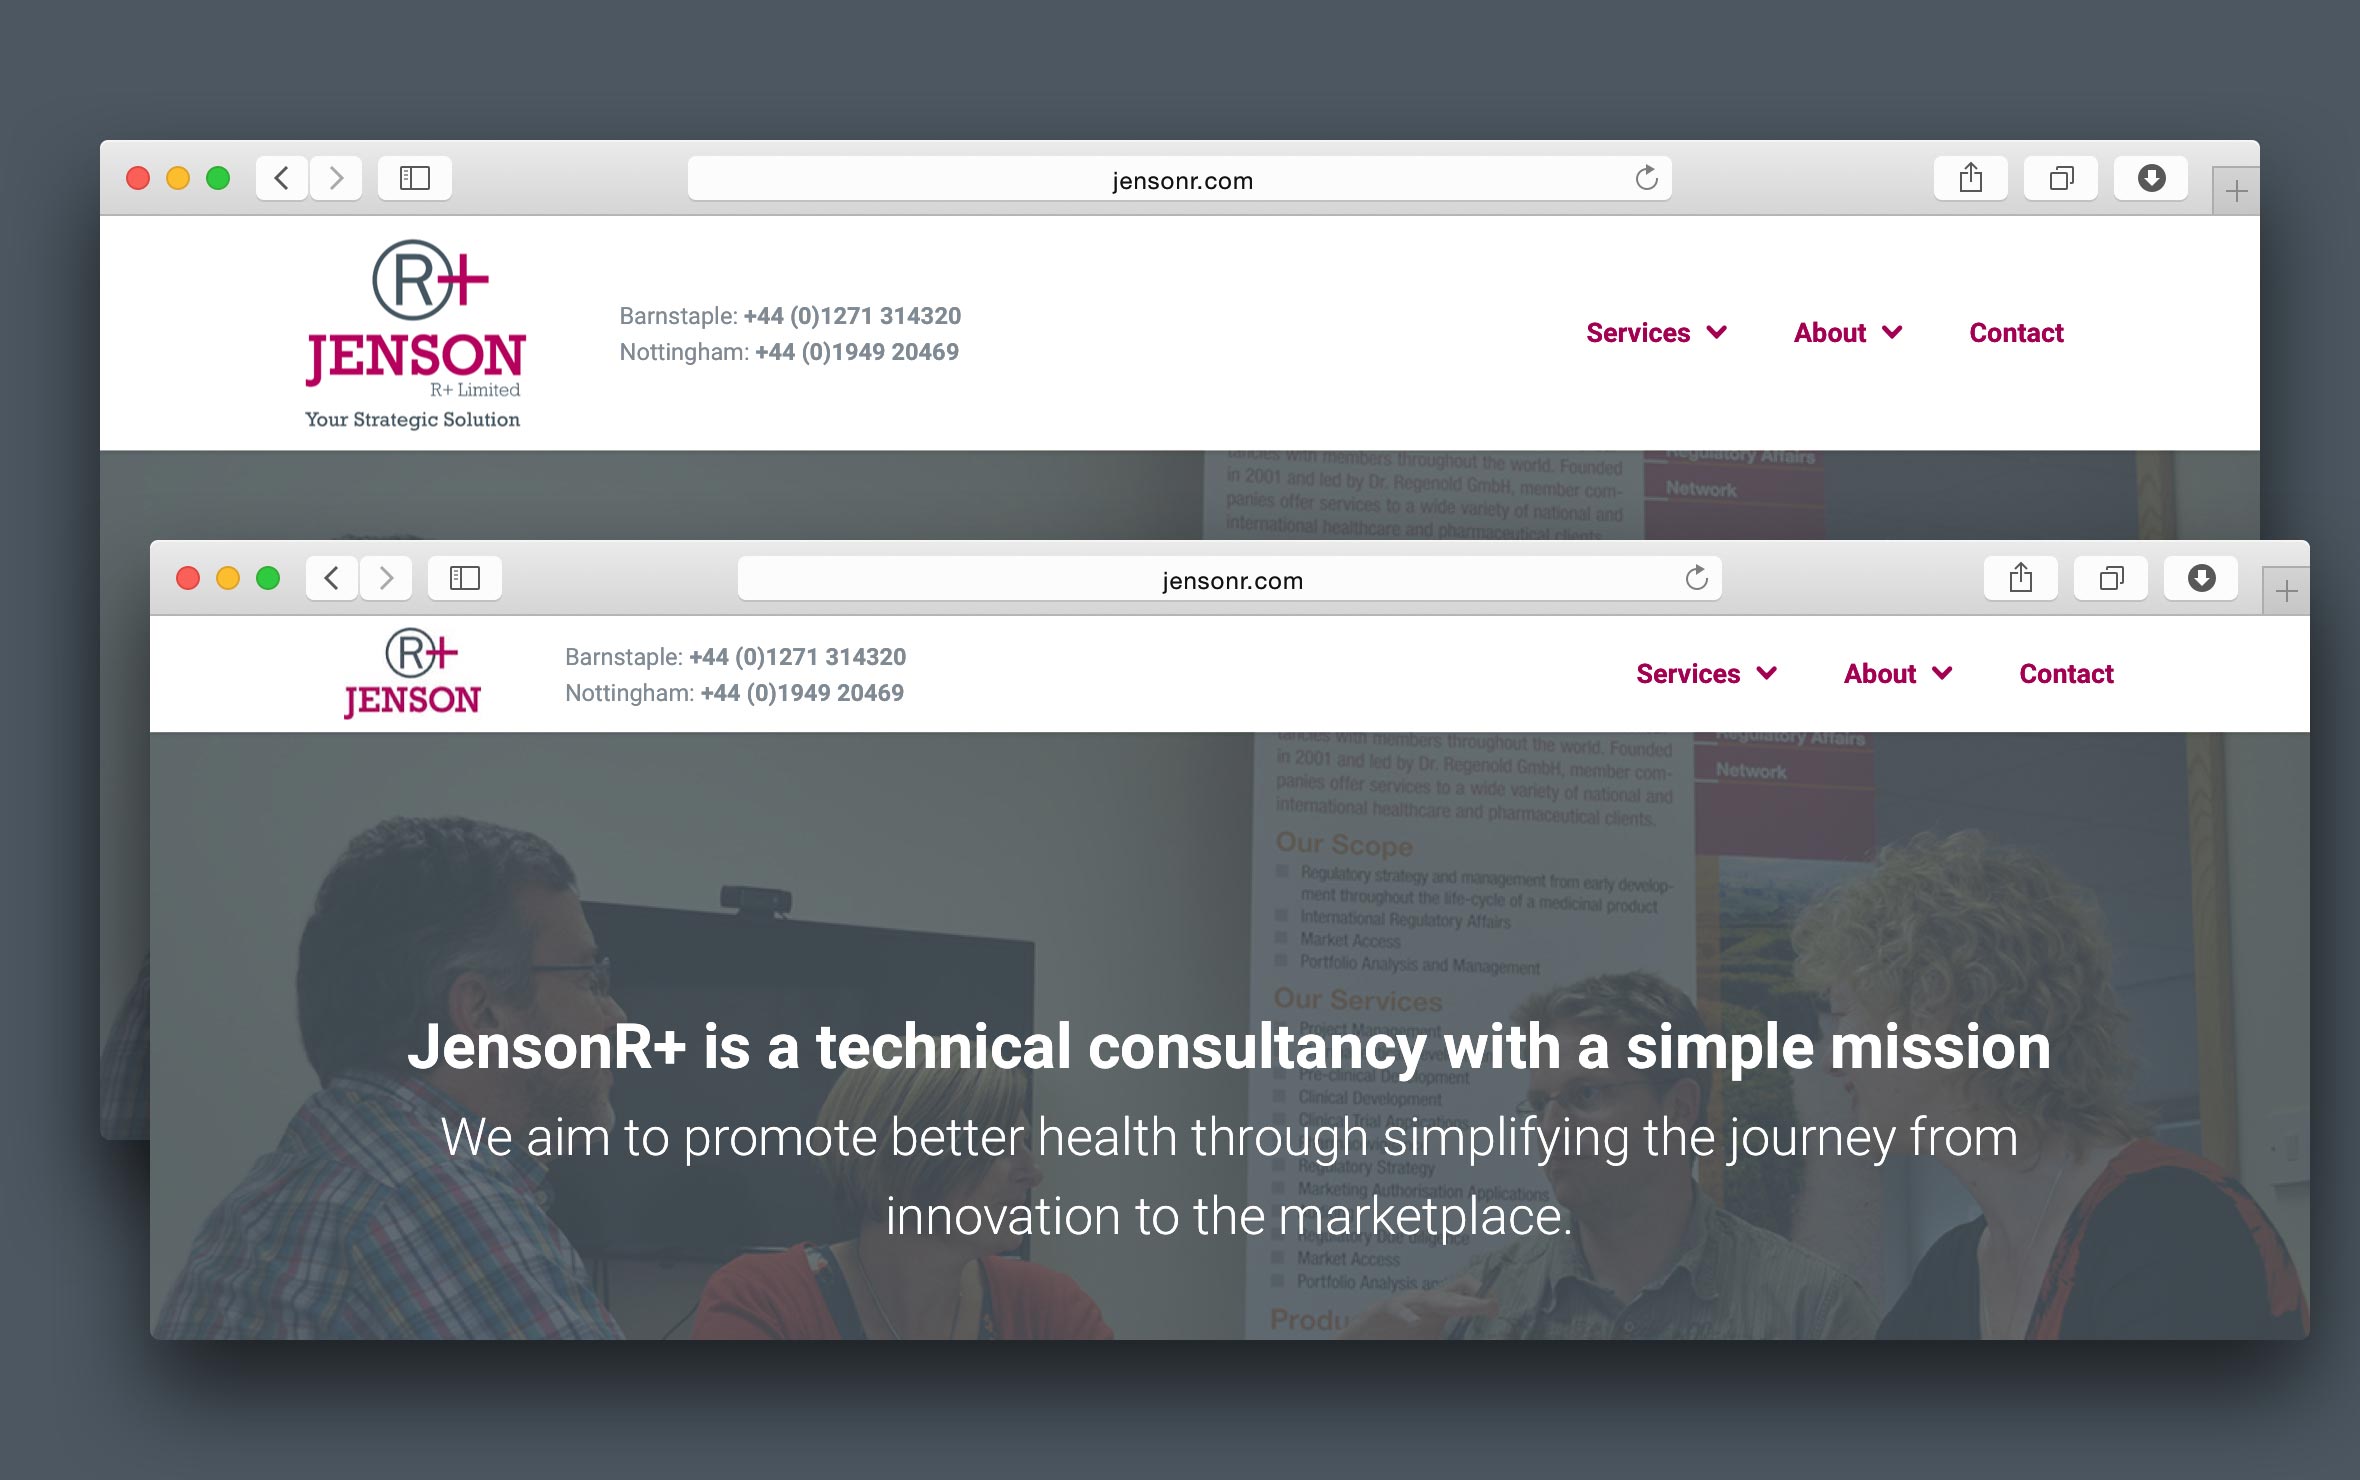 jensonr.com
R+
JENSON
R+ Limited
Your Strategic Solution
Barnstaple: +44 (0)1271 314320
Nottingham: +44 (0)1949 20469
Services
About
Contact
tancies with members throughout the world. Founded
in 2001 and led by Dr. Regenold GmbH, member com-
panies offer services to a wide variety of national and
international healthcare and pharmaceutical clients.
Regulatory Affairs
Network
jensonr.com
R+
JENSON
Barnstaple: +44 (0)1271 314320
Nottingham: +44 (0)1949 20469
Services
About
Contact
tancies with members throughout the world. Founded
in 2001 and led by Dr. Regenold GmbH, member com-
panies offer services to a wide variety of national and
international healthcare and pharmaceutical clients.
Regulatory Affairs
Network
Our Scope
Regulatory strategy and management from early develop-
ment throughout the life-cycle of a medicinal product
International Regulatory Affairs
Market Access
Portfolio Analysis and Management
Our Services
Project Management
Pre-clinical Development
Clinical Development
Clinical Trial Applications
Regulatory Strategy
Marketing Authorisation Applications
Regulatory Due diligence
Market Access
Portfolio Analysis an
Produ
JensonR+ is a technical consultancy with a simple mission
We aim to promote better health through simplifying the journey from
innovation to the marketplace.